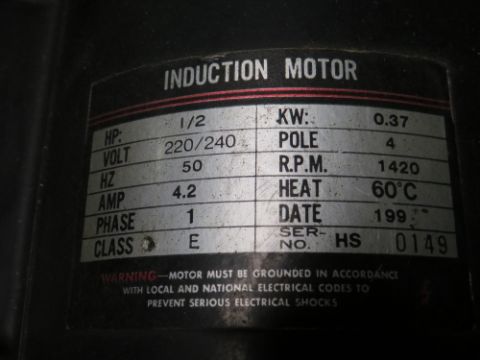 INDUCTION MOTOR
HP: 1/2 KW: 0.37
VOLT 220/240 POLE 4
HZ 50 R.P.M. 1420
AMP 4.2 HEAT 60°C
PHASE 1 DATE 199
CLASS E SER-NO. HS 0149
WARNING—MOTOR MUST BE GROUNDED IN ACCORDANCE
WITH LOCAL AND NATIONAL ELECTRICAL CODES TO
PREVENT SERIOUS ELECTRICAL SHOCKS